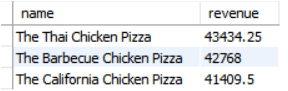 name revenue
The Thai Chicken Pizza 43434.25
The Barbecue Chicken Pizza 42768
The California Chicken Pizza 41409.5